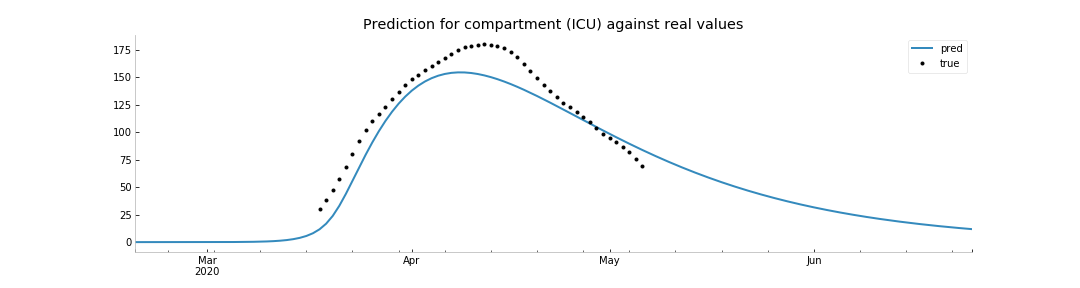 Prediction for compartment (ICU) against real values
175
150
125
100
75
50
25
0
pred
true
Mar
2020
Apr
May
Jun